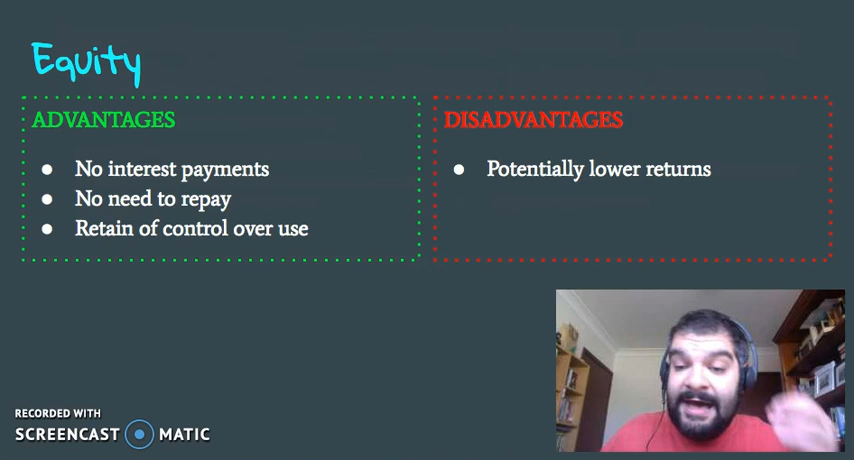 Equity
ADVANTAGES
● No interest payments
● No need to repay
● Retain of control over use
DISADVANTAGES
● Potentially lower returns
RECORDED WITH
SCREENCAST MATIC